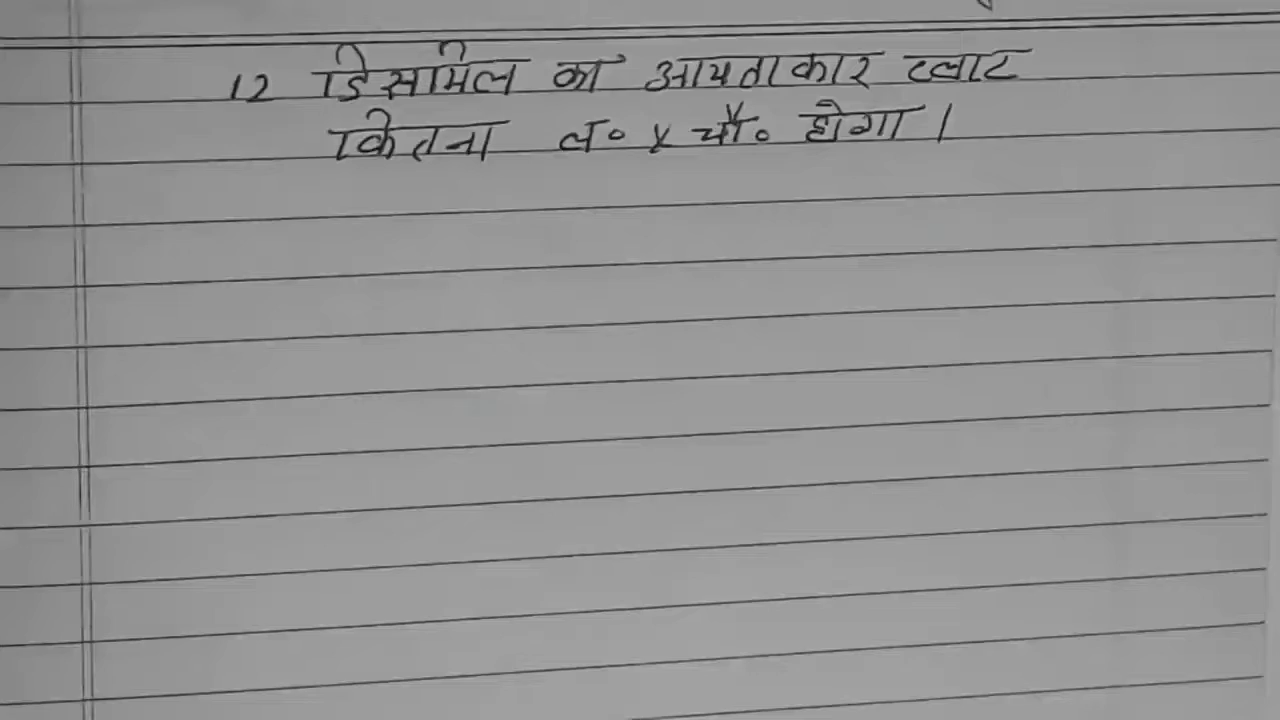 12 डिसमिल का आयताकार प्लाट
कितना ल० x चौ० होगा।